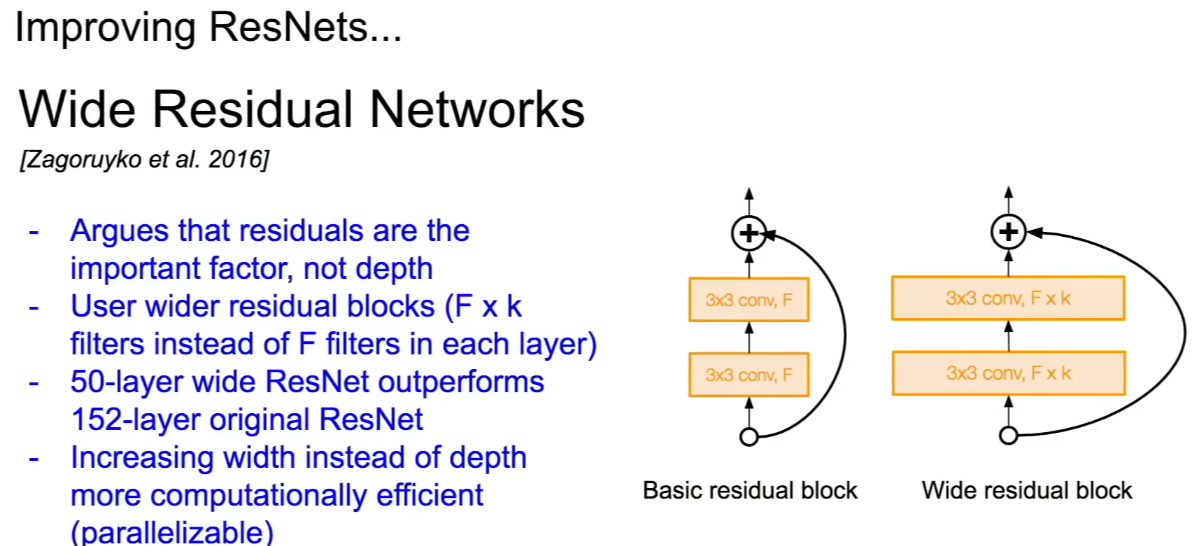 Improving ResNets...
Wide Residual Networks
[Zagoruyko et al. 2016]
- Argues that residuals are the
important factor, not depth
- User wider residual blocks (F x k
filters instead of F filters in each layer)
- 50-layer wide ResNet outperforms
152-layer original ResNet
- Increasing width instead of depth
more computationally efficient
(parallelizable)
+
3x3 conv, F
3x3 conv, F
Basic residual block
+
3x3 conv, F x k
3x3 conv, F x k
Wide residual block